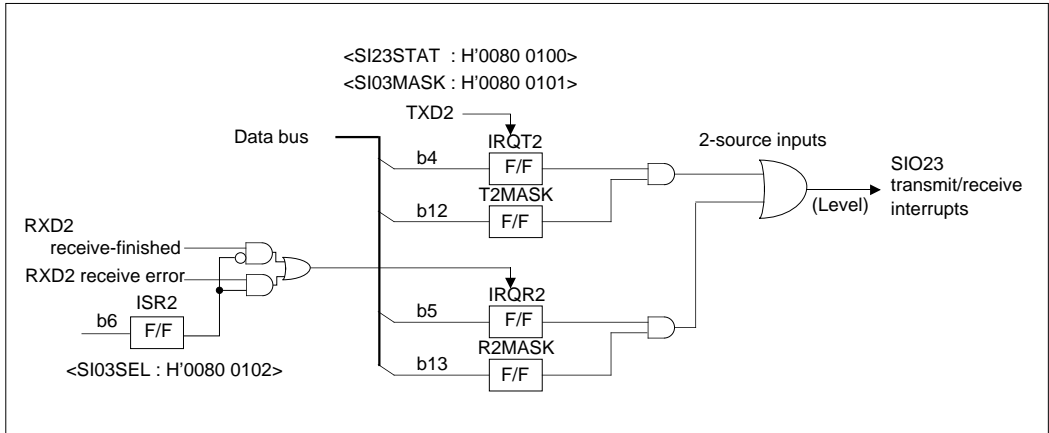 <SI23STAT : H'0080 0100>
<SI03MASK : H'0080 0101>
TXD2
Data bus
IRQT2
2-source inputs
b4
F/F
SIO23
transmit/receive
interrupts
T2MASK
(Level)
b12
F/F
RXD2
receive-finished
RXD2 receive error
ISR2
IRQR2
b6
F/F
b5
F/F
R2MASK
<SI03SEL : H'0080 0102>
b13
F/F